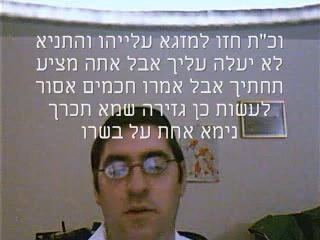 וכ"ת חזו למזגא עלייהו והתניא
לא יעלה עליך אבל אתה מציע
תחתיך אבל אמרו חכמים אסור
לעשות כן גזירה שמא תכרך
נימא אחת על בשרו